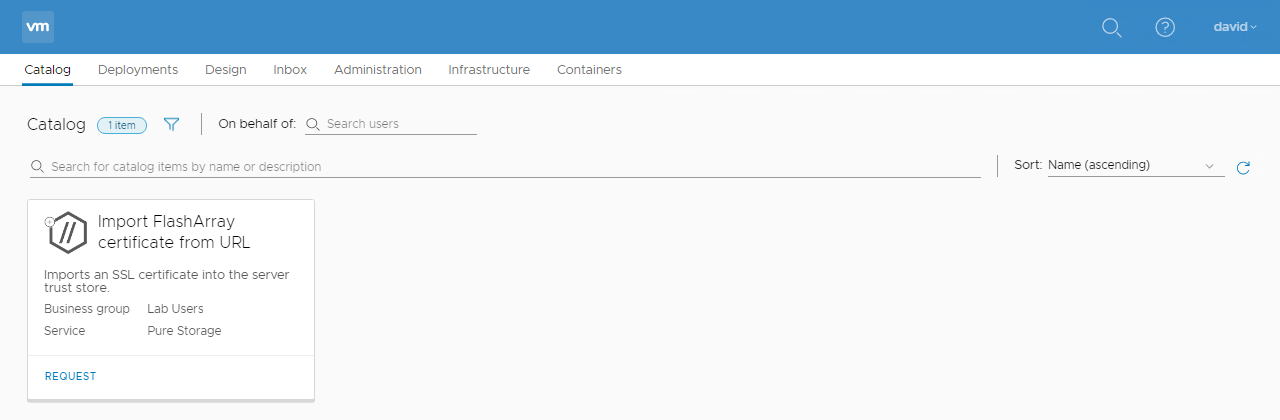 vm
david
Catalog Deployments Design Inbox Administration Infrastructure Containers
Catalog 1 item On behalf of: Search users
Search for catalog items by name or description Sort: Name (ascending)
Import FlashArray
certificate from URL
Imports an SSL certificate into the server
trust store.
Business group Lab Users
Service Pure Storage
REQUEST